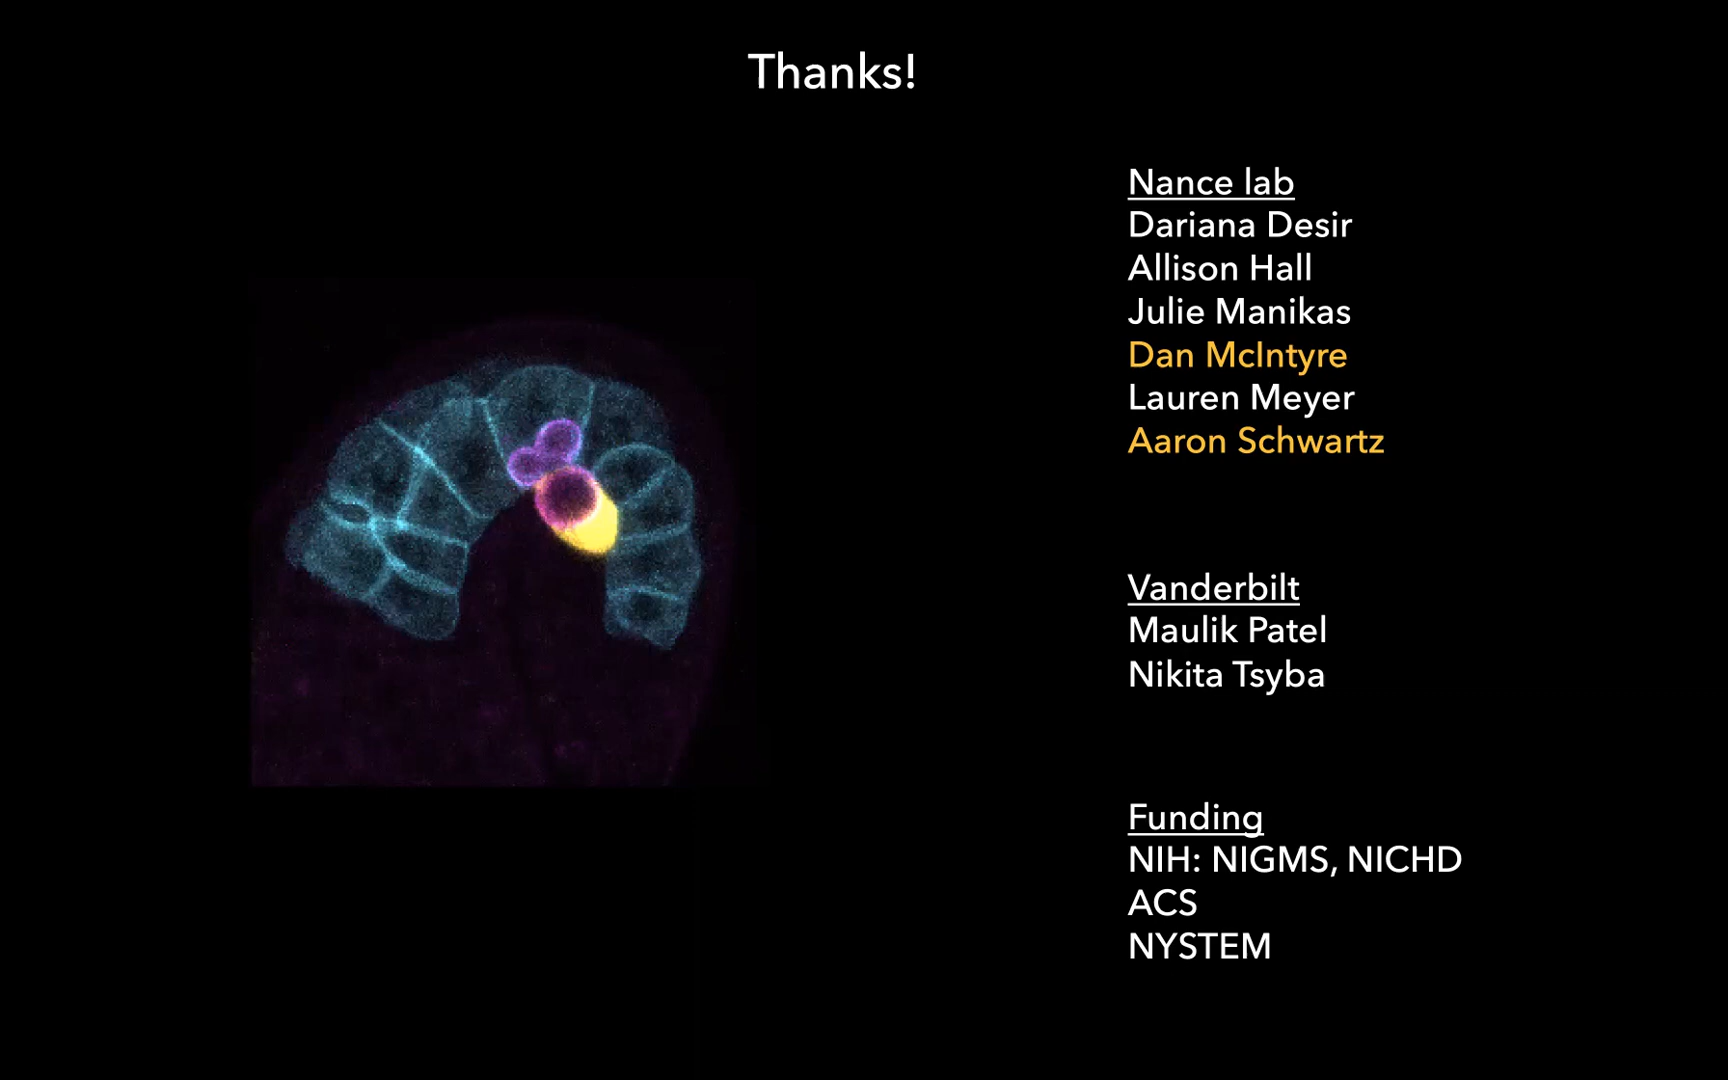 Thanks!
Nance lab
Dariana Desir
Allison Hall
Julie Manikas
Dan McIntyre
Lauren Meyer
Aaron Schwartz
Vanderbilt
Maulik Patel
Nikita Tsyba
Funding
NIH: NIGMS, NICHD
ACS
NYSTEM